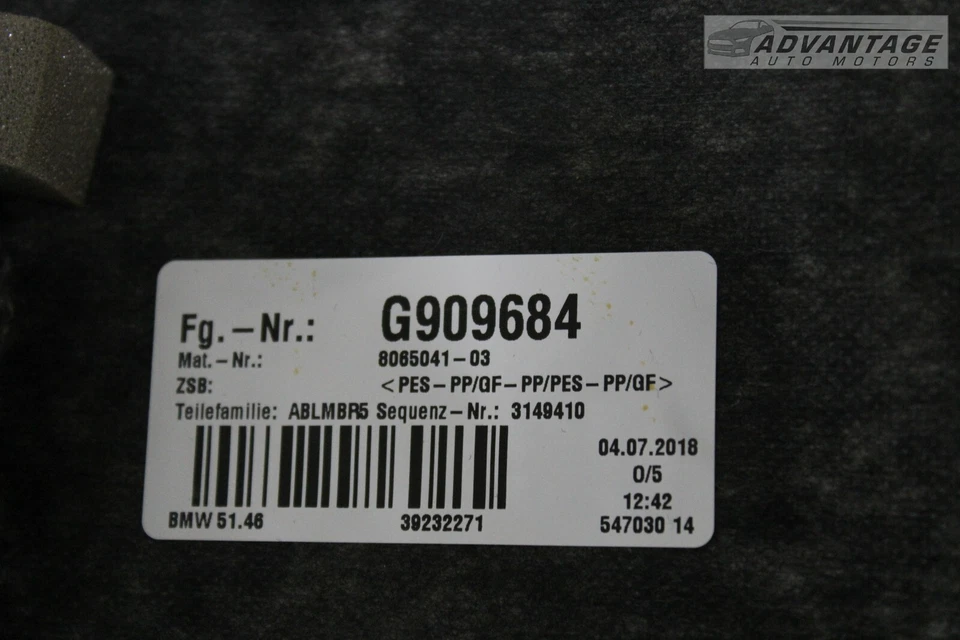 ADVANTAGE
AUTO MOTORS
Fg.-Nr.: G909684
Mat.-Nr.: 8065041-03
ZSB: <PES-PP/GF-PP/PES-PP/GF>
Teilefamilie: ABLMBR5 Sequenz-Nr.: 3149410
04.07.2018
0/5
12:42
BMW 51.46 39232271 547030 14